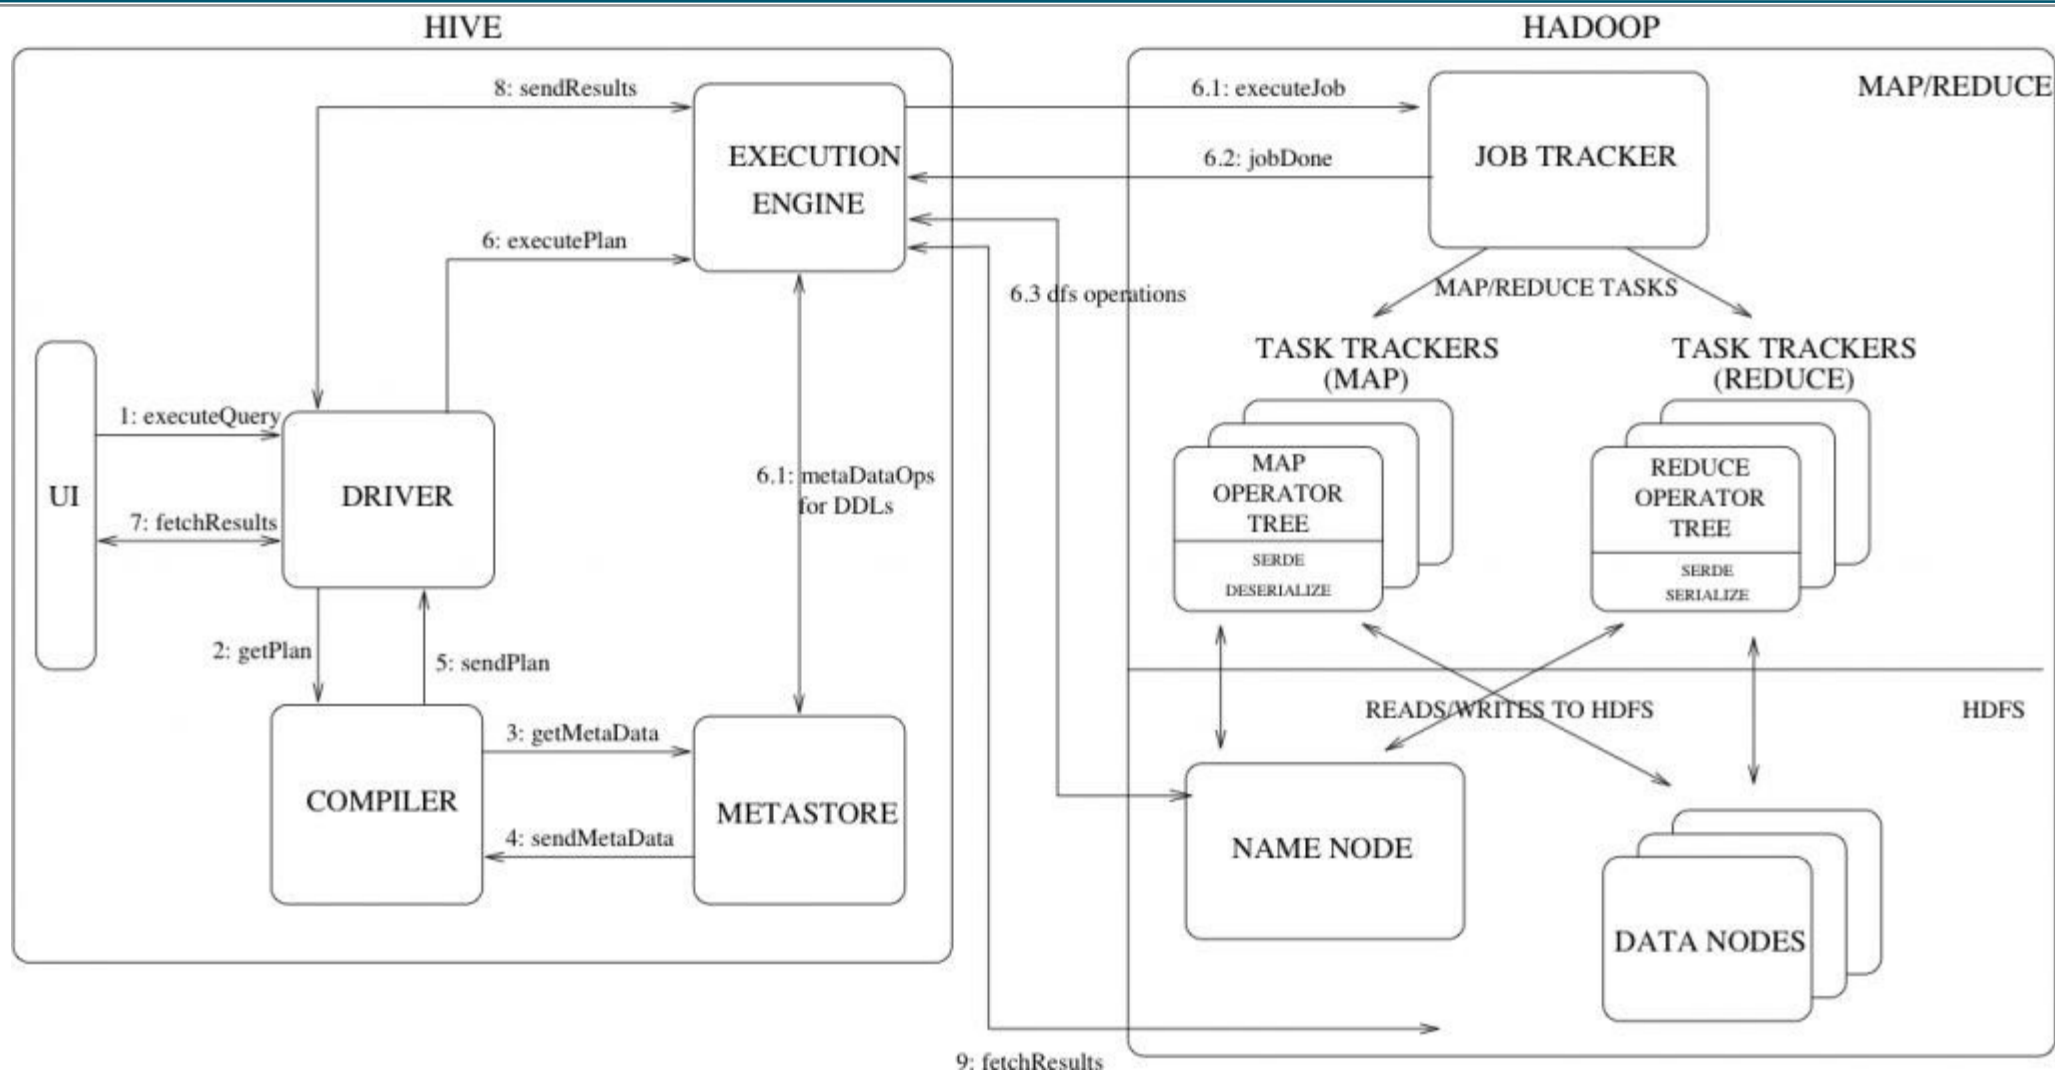 HIVE
HADOOP
MAP/REDUCE
8: sendResults
6.1: executeJob
EXECUTION
ENGINE
6.2: jobDone
JOB TRACKER
6: executePlan
6.3 dfs operations
MAP/REDUCE TASKS
TASK TRACKERS
(MAP)
TASK TRACKERS
(REDUCE)
1: executeQuery
UI
DRIVER
7: fetchResults
6.1: metaDataOps
for DDLs
MAP
OPERATOR
TREE
SERDE
DESERIALIZE
REDUCE
OPERATOR
TREE
SERDE
SERIALIZE
2: getPlan
5: sendPlan
READS/WRITES TO HDFS
HDFS
3: getMetaData
COMPILER
METASTORE
4: sendMetaData
NAME NODE
DATA NODES
9: fetchResults